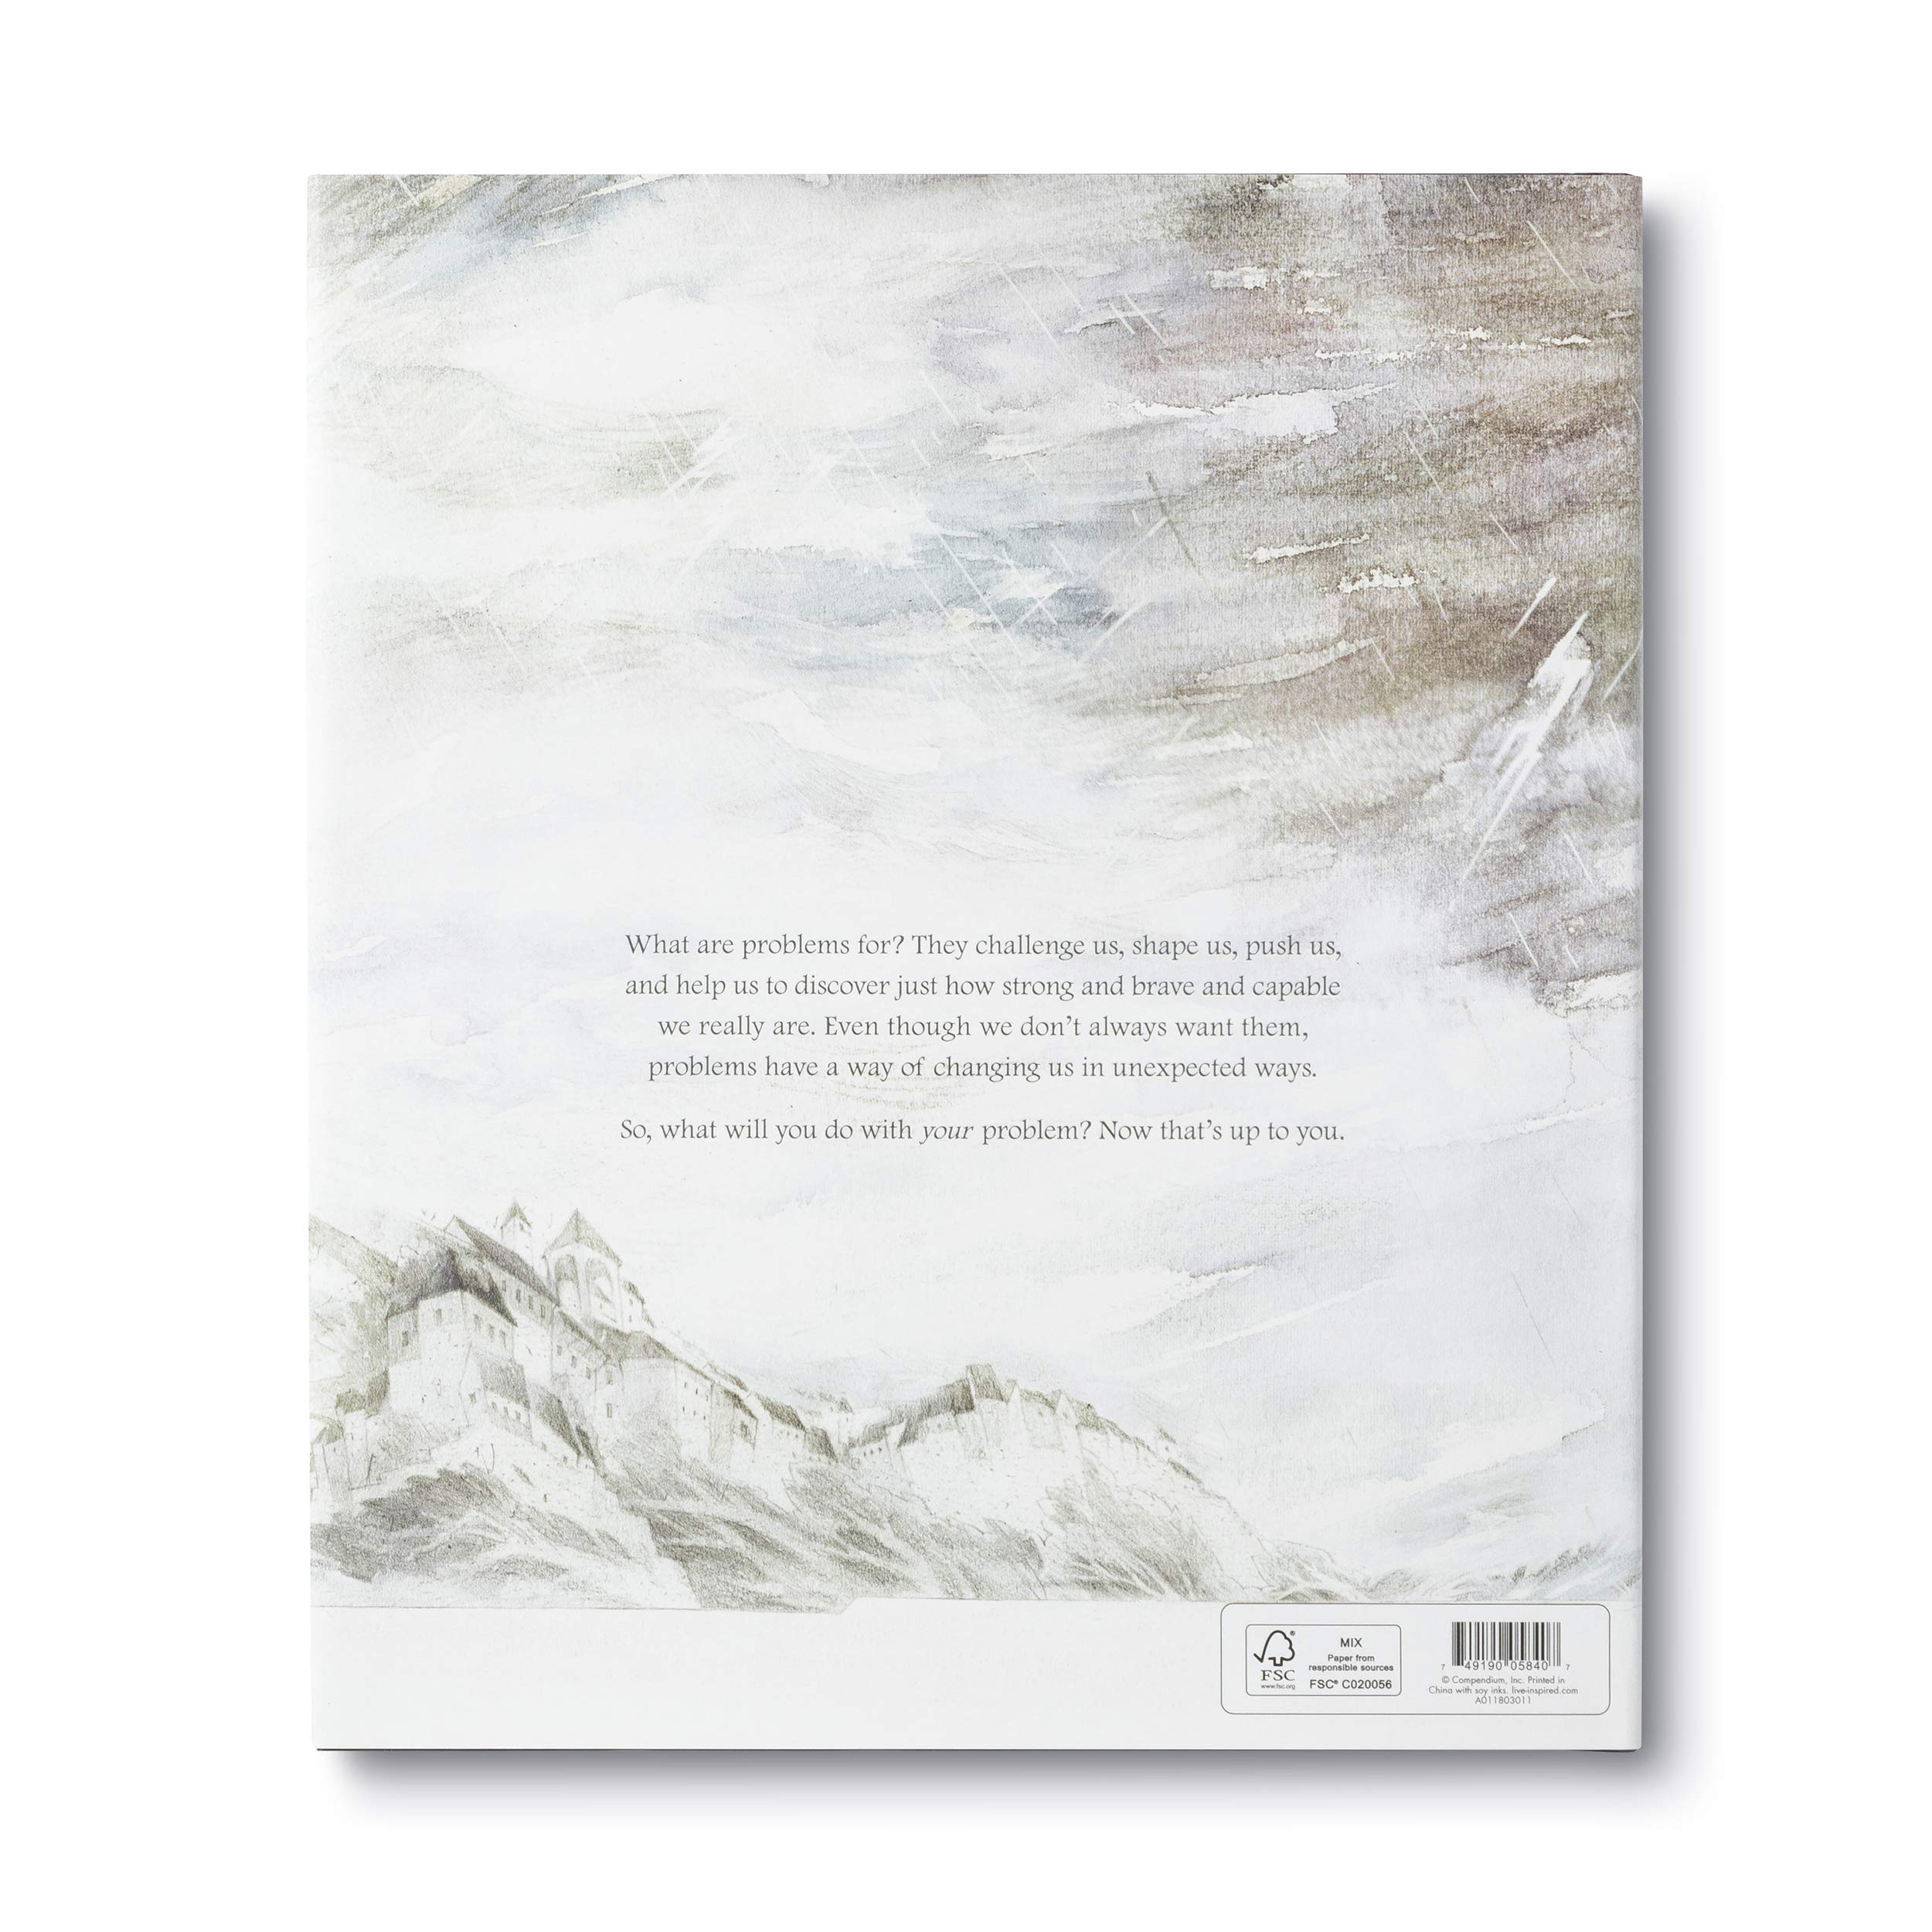 What are problems for? They challenge us, shape us, push us,
and help us to discover just how strong and brave and capable
we really are. Even though we don't always want them,
problems have a way of changing us in unexpected ways.
So, what will you do with your problem? Now that's up to you.
FSC®
www.fsc.org
MIX
Paper from
responsible sources
FSC® C020056
7 49190 05840 7
© Compendium, Inc. Printed in
China with soy inks. live-inspired.com
A011803011